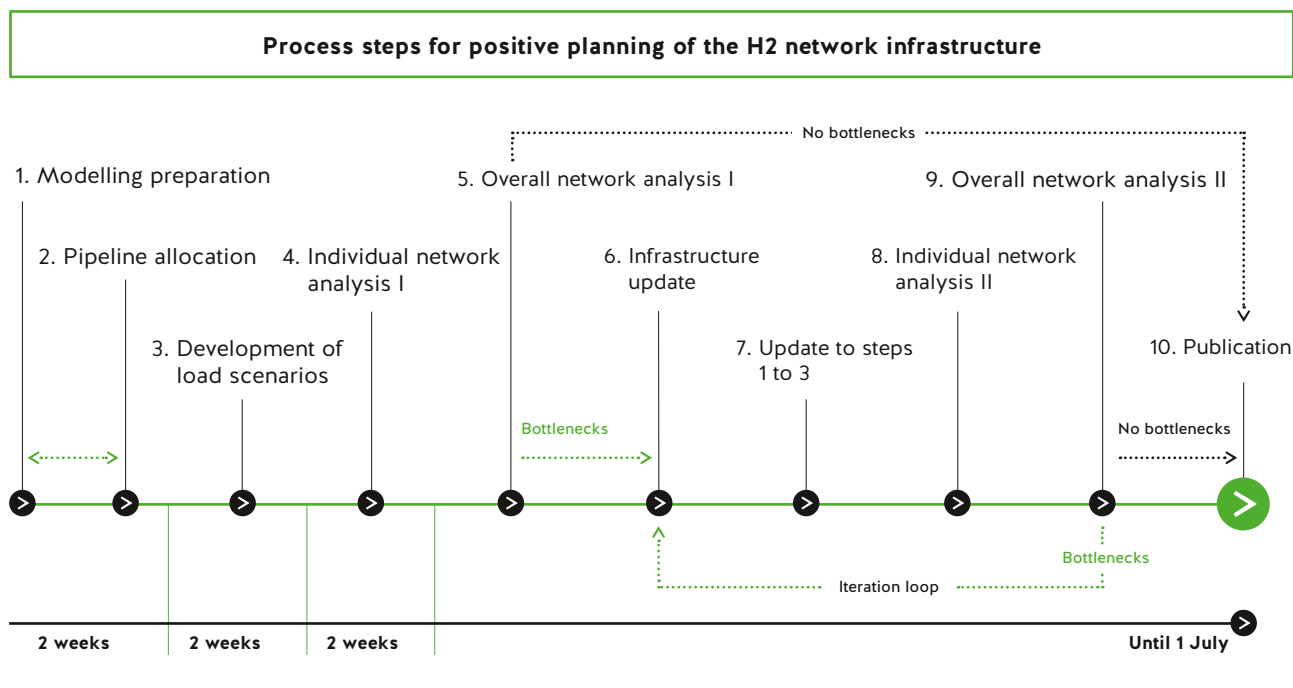 Process steps for positive planning of the H2 network infrastructure
No bottlenecks
1. Modelling preparation
5. Overall network analysis I
9. Overall network analysis II
2. Pipeline allocation
4. Individual network
analysis I
6. Infrastructure
update
8. Individual network
analysis II
3. Development of
load scenarios
7. Update to steps
1 to 3
10. Publication
Bottlenecks
No bottlenecks
Bottlenecks
Iteration loop
2 weeks
2 weeks
2 weeks
Until 1 July